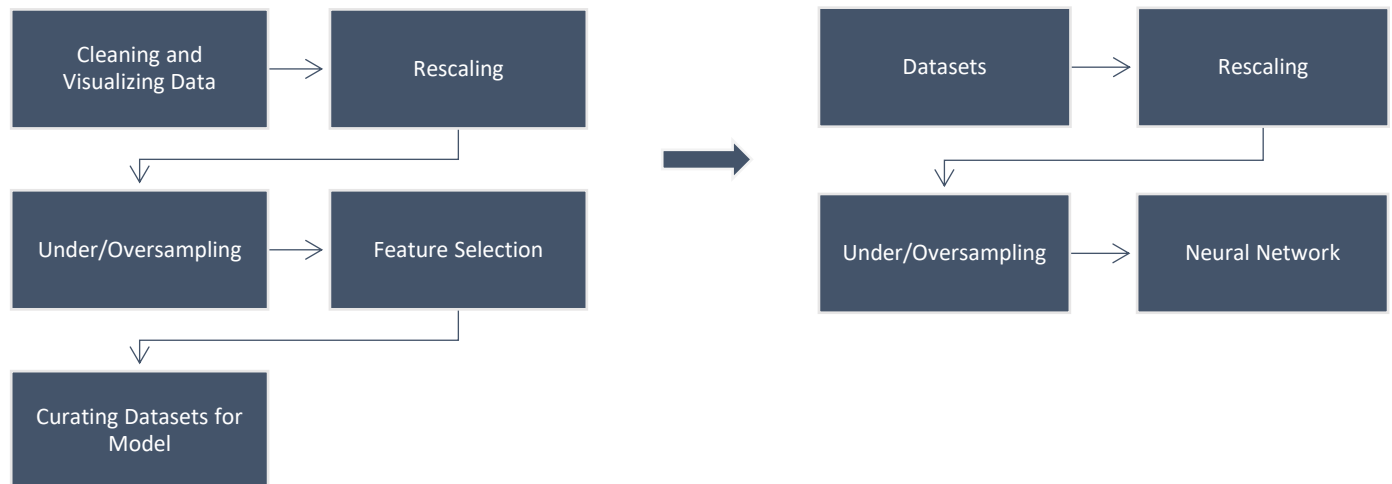 Cleaning and
Visualizing Data
Rescaling
Under/Oversampling
Feature Selection
Curating Datasets for
Model
Datasets
Rescaling
Under/Oversampling
Neural Network